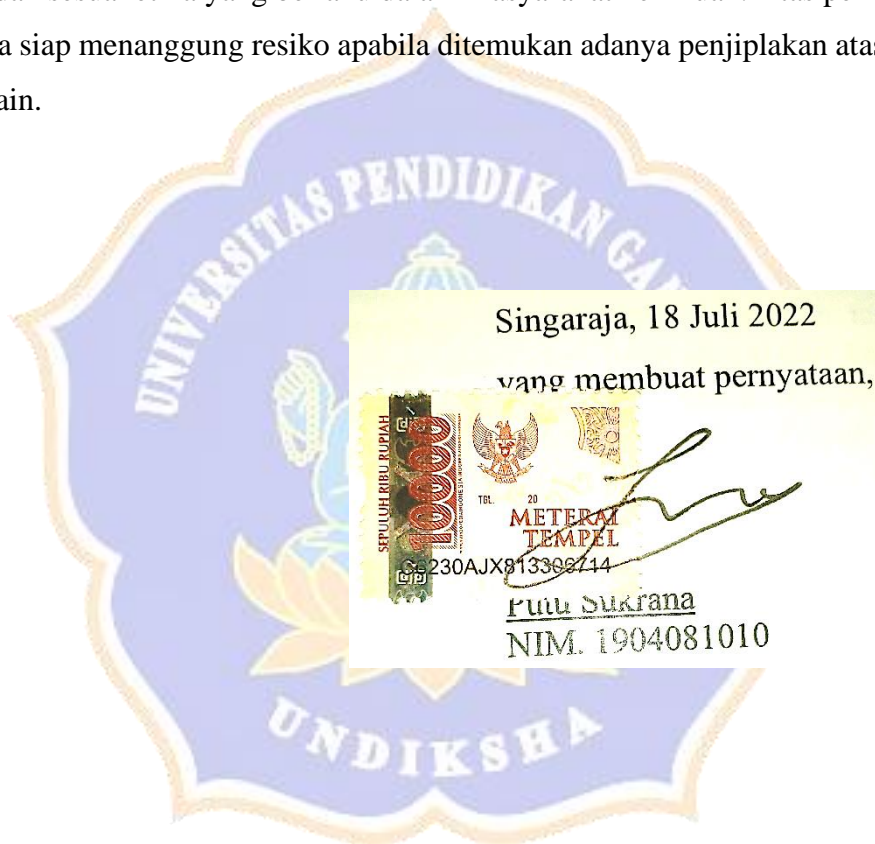 yang
a siap menanggung resiko apabila ditemukan adanya penjiplakan atas
ain.
UNIVERSITAS PENDIDIKAN GA
Singaraja, 18 Juli 2022
yang membuat pernyataan,
SEPULUH RIBU RUPIAH
10000
TGL. 20
METERAI
TEMPEL
Putu Sukrana
NIM. 1904081010
UNDIKSHA